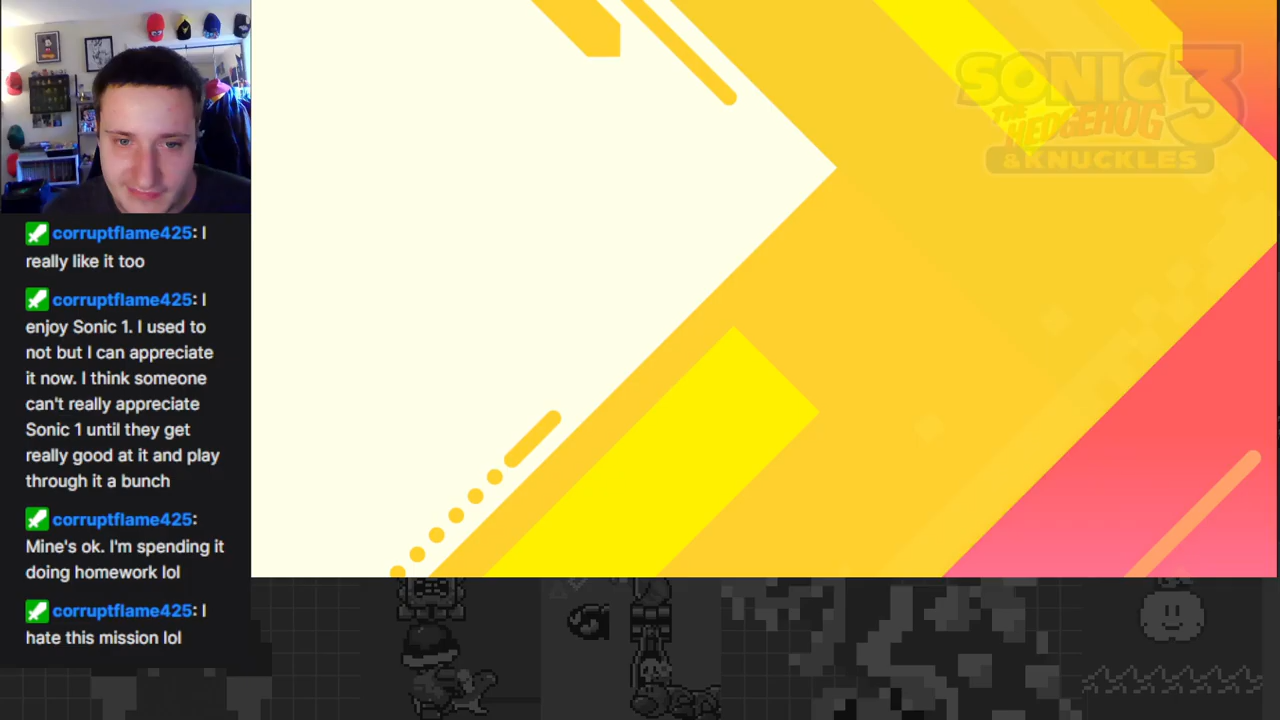 SONIC
THE
HEDGEHOG
3
&KNUCKLES
corruptflame425: I
really like it too
corruptflame425: I
enjoy Sonic 1. I used to
not but I can appreciate
it now. I think someone
can't really appreciate
Sonic 1 until they get
really good at it and play
through it a bunch
corruptflame425:
Mine's ok. I'm spending it
doing homework lol
corruptflame425: I
hate this mission lol